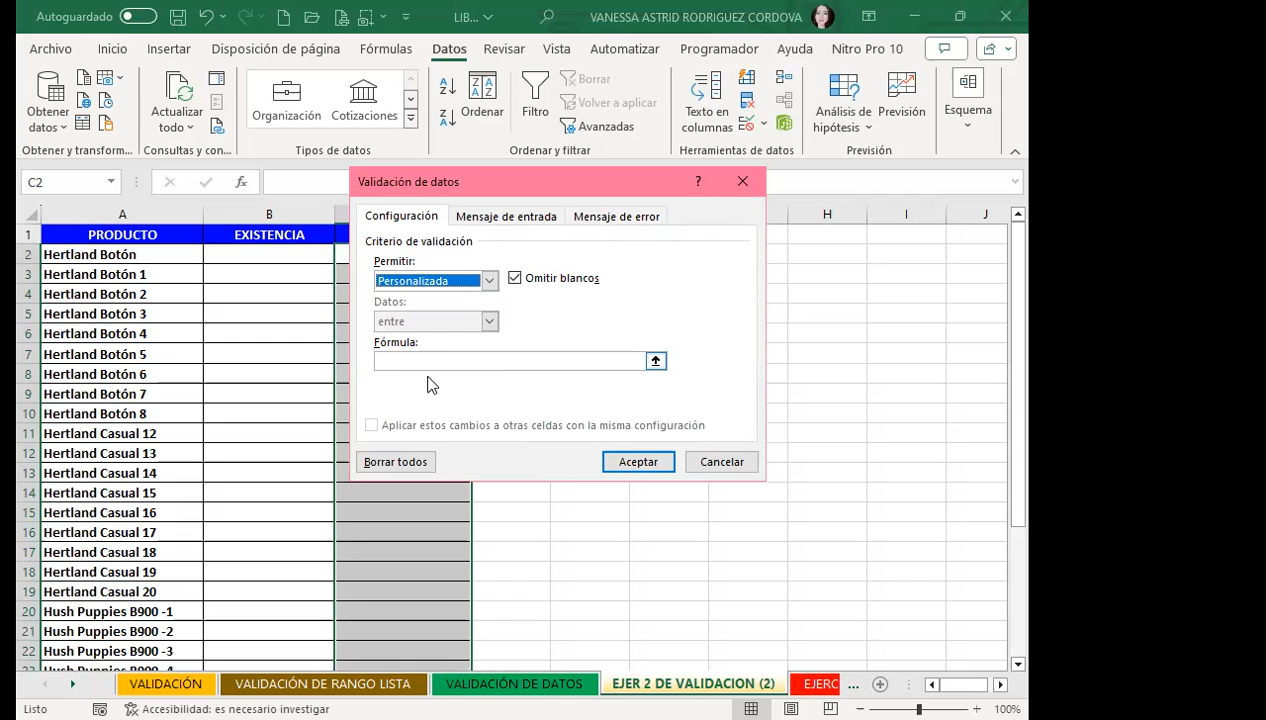 Autoguardado LIB... VANESSA ASTRID RODRIGUEZ CORDOVA
Archivo Inicio Insertar Disposición de página Fórmulas Datos Revisar Vista Automatizar Programador Ayuda Nitro Pro 10
Obtener datos
Actualizar todo
Organización Cotizaciones
Ordenar
Filtro
Borrar
Volver a aplicar
Avanzadas
Texto en columnas
Análisis de hipótesis
Previsión
Esquema
Obtener y transform... Consultas y con... Tipos de datos Ordenar y filtrar Herramientas de datos Previsión
C2 fx
Validación de datos ?
Configuración Mensaje de entrada Mensaje de error
Criterio de validación
Permitir:
Personalizada Omitir blancos
Datos:
entre
Fórmula:
Aplicar estos cambios a otras celdas con la misma configuración
Borrar todos Aceptar Cancelar
A B H I J
1 PRODUCTO EXISTENCIA
2 Hertland Botón
3 Hertland Botón 1
4 Hertland Botón 2
5 Hertland Botón 3
6 Hertland Botón 4
7 Hertland Botón 5
8 Hertland Botón 6
9 Hertland Botón 7
10 Hertland Botón 8
11 Hertland Casual 12
12 Hertland Casual 13
13 Hertland Casual 14
14 Hertland Casual 15
15 Hertland Casual 16
16 Hertland Casual 17
17 Hertland Casual 18
18 Hertland Casual 19
19 Hertland Casual 20
20 Hush Puppies B900 -1
21 Hush Puppies B900 -2
22 Hush Puppies B900 -3
23 Hush Puppies B900 -4
VALIDACIÓN VALIDACIÓN DE RANGO LISTA VALIDACIÓN DE DATOS EJER 2 DE VALIDACION (2) EJERC ...
Listo Accesibilidad: es necesario investigar 100%